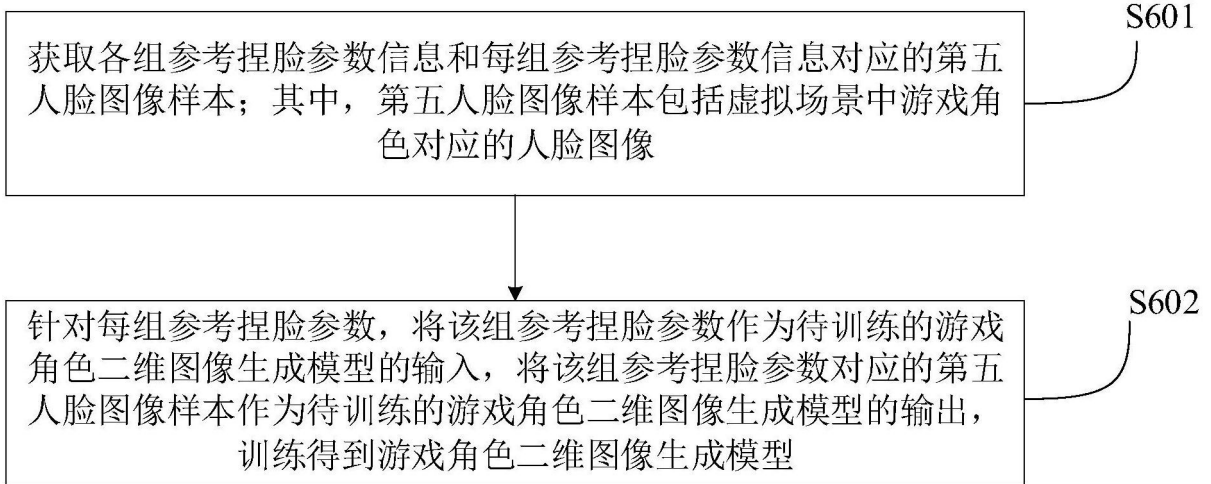 S601
获取各组参考捏脸参数信息和每组参考捏脸参数信息对应的第五
人脸图像样本；其中，第五人脸图像样本包括虚拟场景中游戏角
色对应的人脸图像
S602
针对每组参考捏脸参数，将该组参考捏脸参数作为待训练的游戏
角色二维图像生成模型的输入，将该组参考捏脸参数对应的第五
人脸图像样本作为待训练的游戏角色二维图像生成模型的输出，
训练得到游戏角色二维图像生成模型